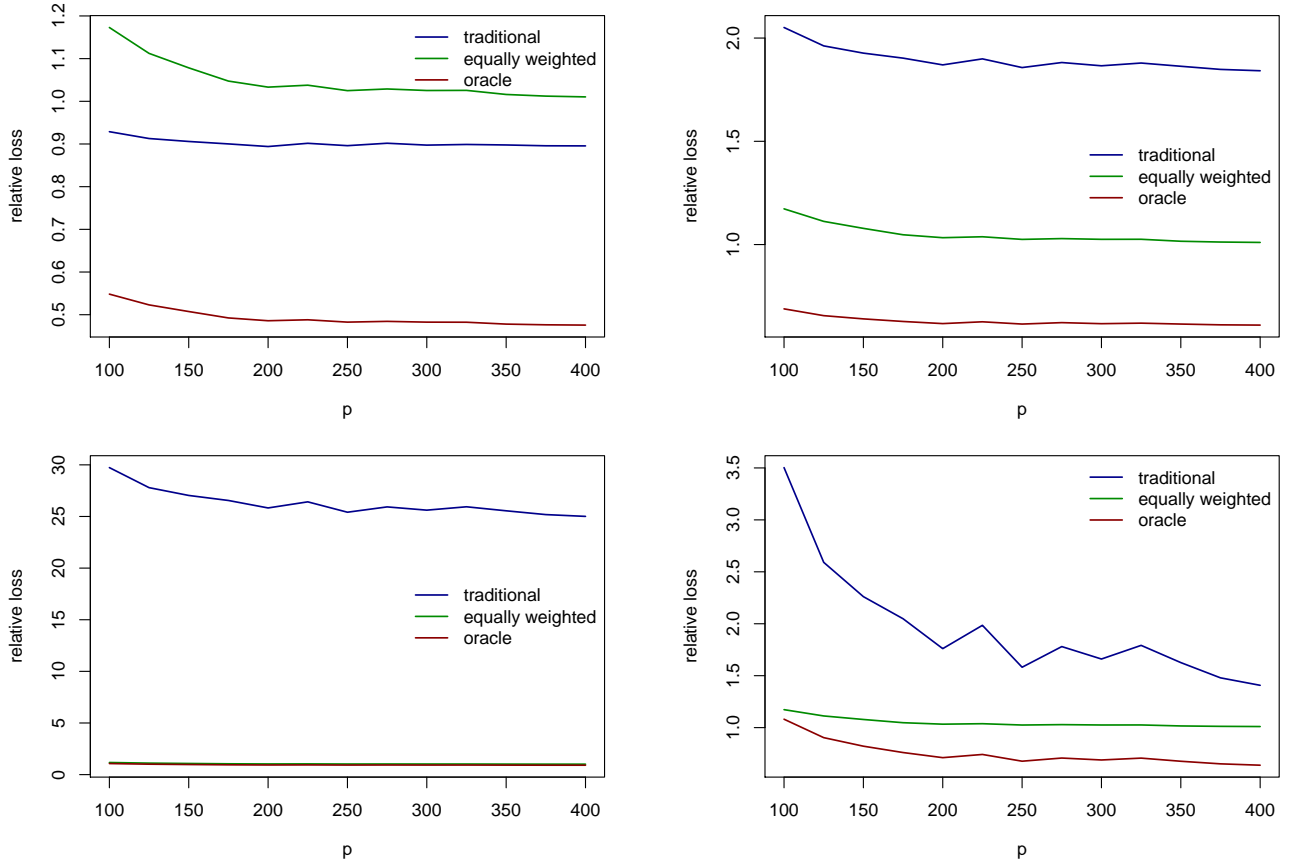 relative loss
1.2
1.1
1.0
0.9
0.8
0.7
0.6
0.5
traditional
equally weighted
oracle
100 150 200 250 300 350 400
p
relative loss
2.0
1.5
1.0
traditional
equally weighted
oracle
100 150 200 250 300 350 400
p
relative loss
30
25
20
15
10
5
0
traditional
equally weighted
oracle
100 150 200 250 300 350 400
p
relative loss
3.5
3.0
2.5
2.0
1.5
1.0
traditional
equally weighted
oracle
100 150 200 250 300 350 400
p